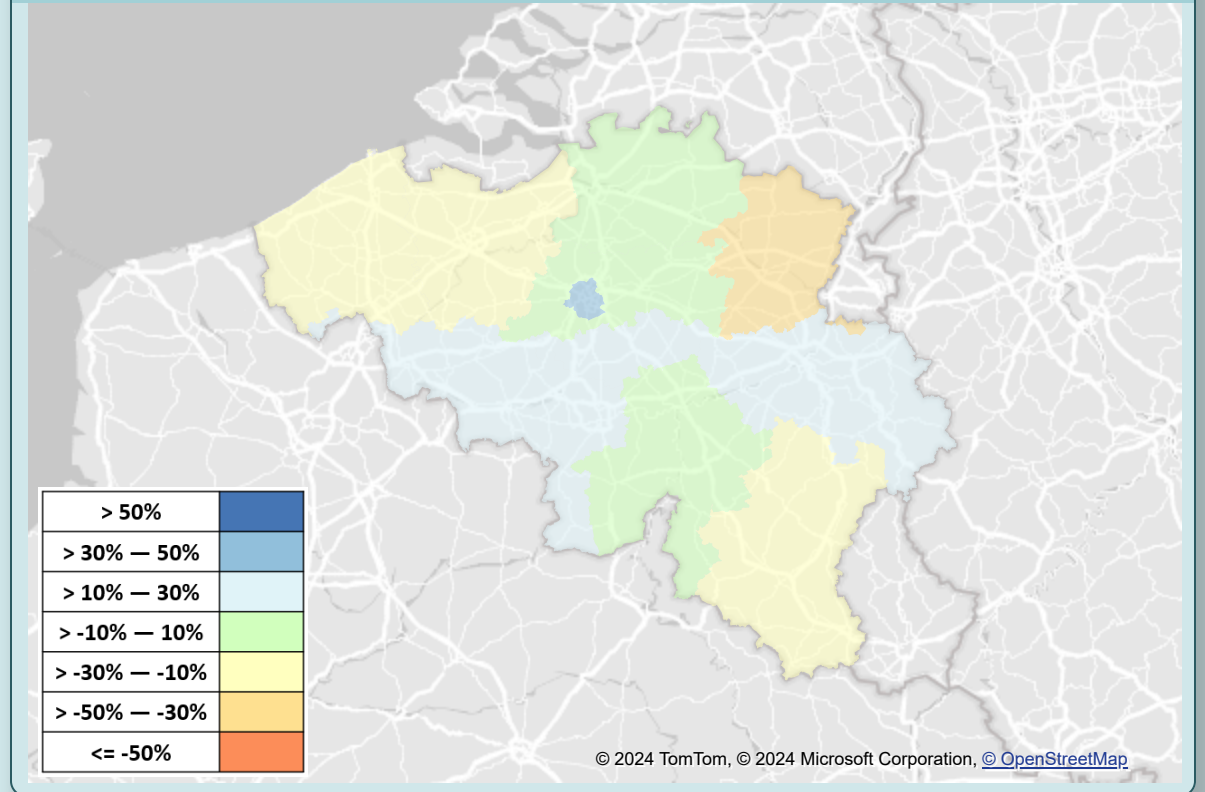 > 50%
> 30% — 50%
> 10% — 30%
> -10% — 10%
> -30% — -10%
> -50% — -30%
<= -50%
© 2024 TomTom, © 2024 Microsoft Corporation, © OpenStreetMap